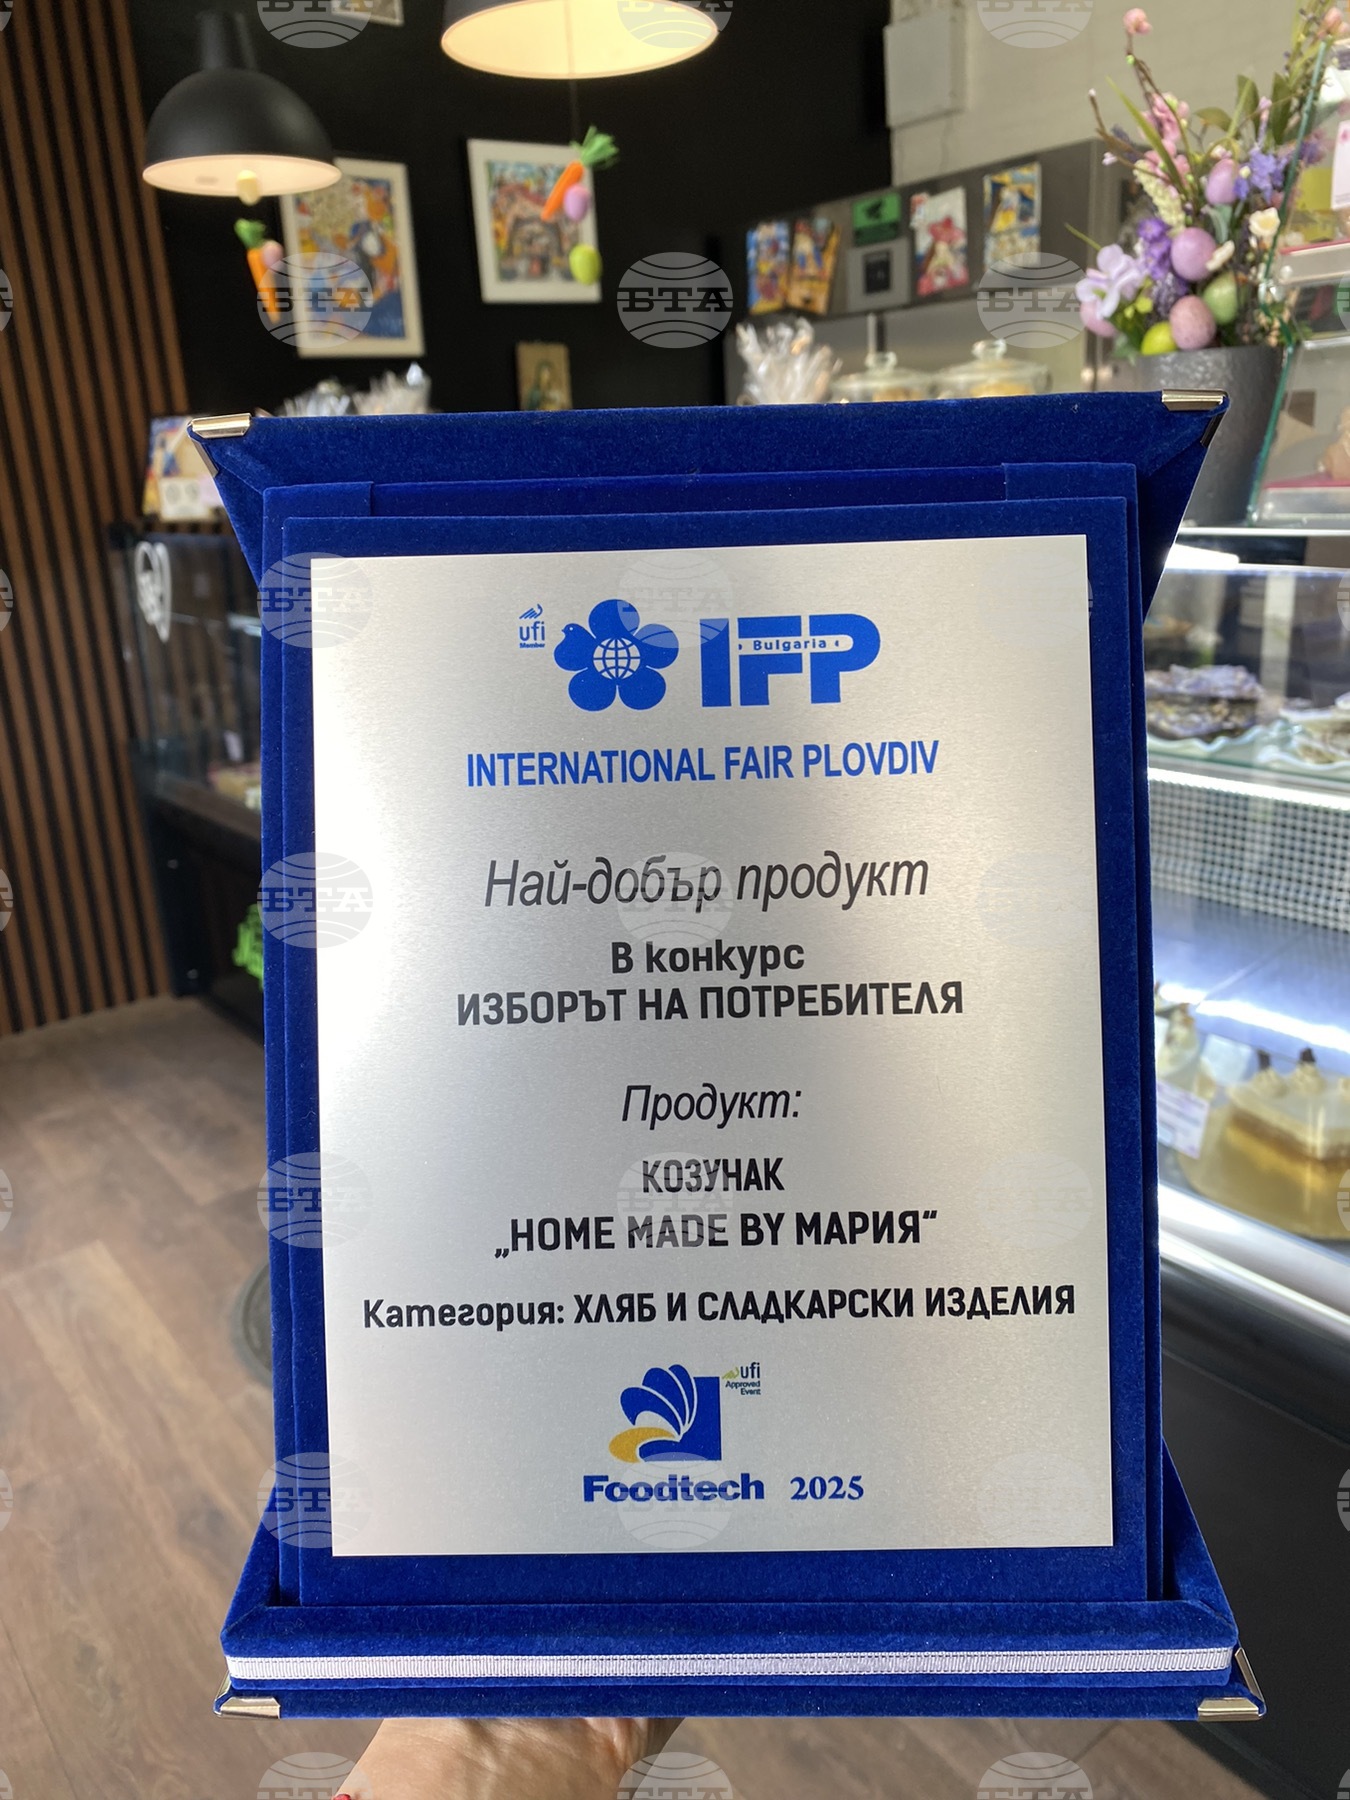 ufi
Member
IFP
Bulgaria
INTERNATIONAL FAIR PLOVDIV
Най-добър продукт
В конкурс
ИЗБОРЪТ НА ПОТРЕБИТЕЛЯ
Продукт:
КОЗУНАК
„HOME MADE BY МАРИЯ“
Категория: ХЛЯБ И СЛАДКАРСКИ ИЗДЕЛИЯ
ufi
Approved
Event
Foodtech 2025
БТА